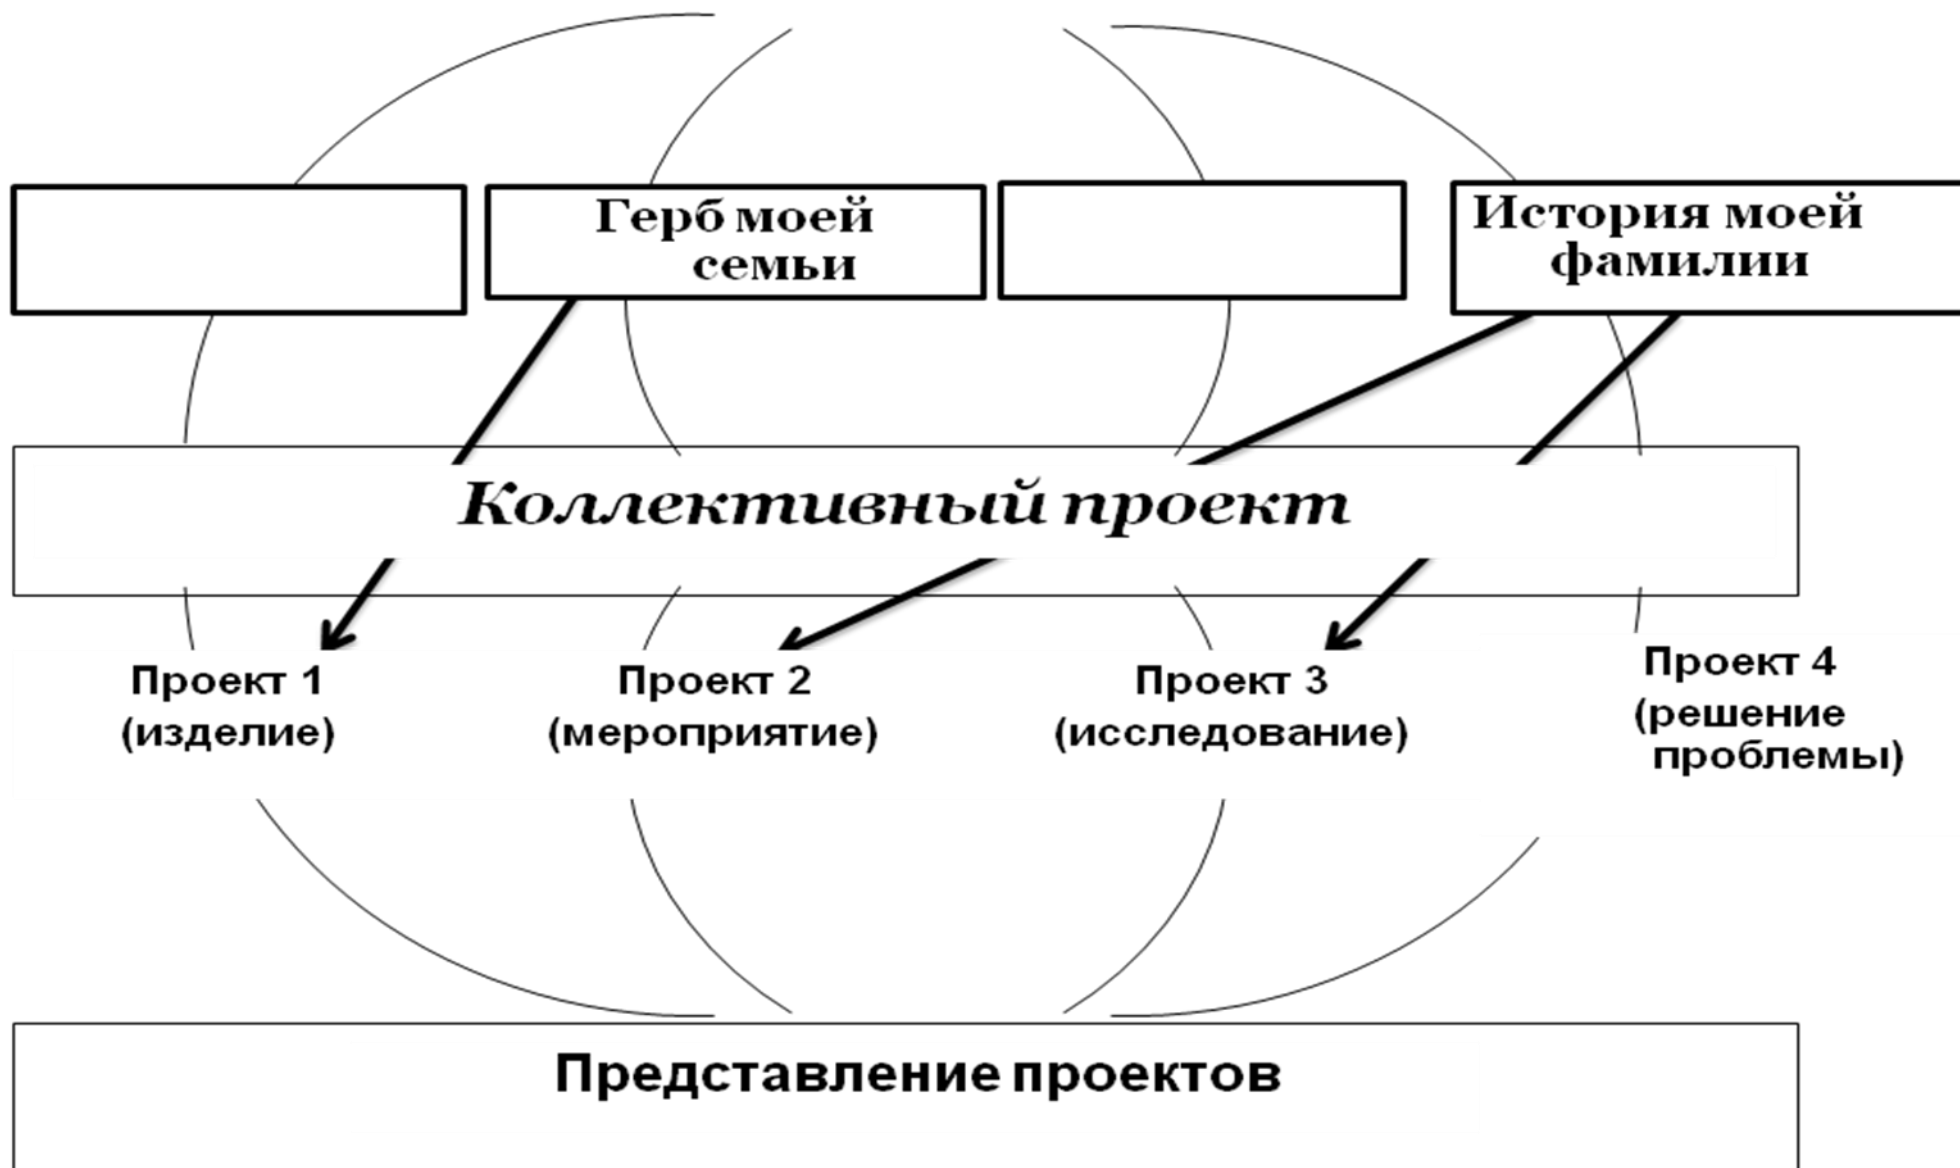 Герб моей
семьи
История моей
фамилии
Коллективный проект
Проект 1
(изделие)
Проект 2
(мероприятие)
Проект 3
(исследование)
Проект 4
(решение
проблемы)
Представление проектов